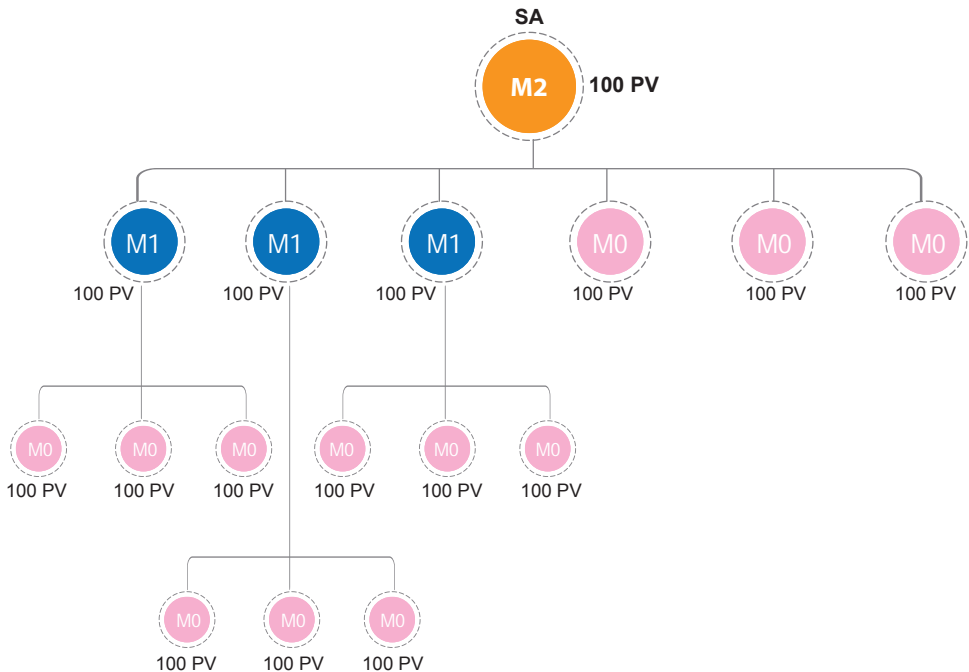 SA
M2 100 PV
M1 M1 M1 M0 M0 M0
100 PV 100 PV 100 PV 100 PV 100 PV 100 PV
M0 M0 M0 M0 M0 M0
100 PV 100 PV 100 PV 100 PV 100 PV 100 PV
M0 M0 M0
100 PV 100 PV 100 PV